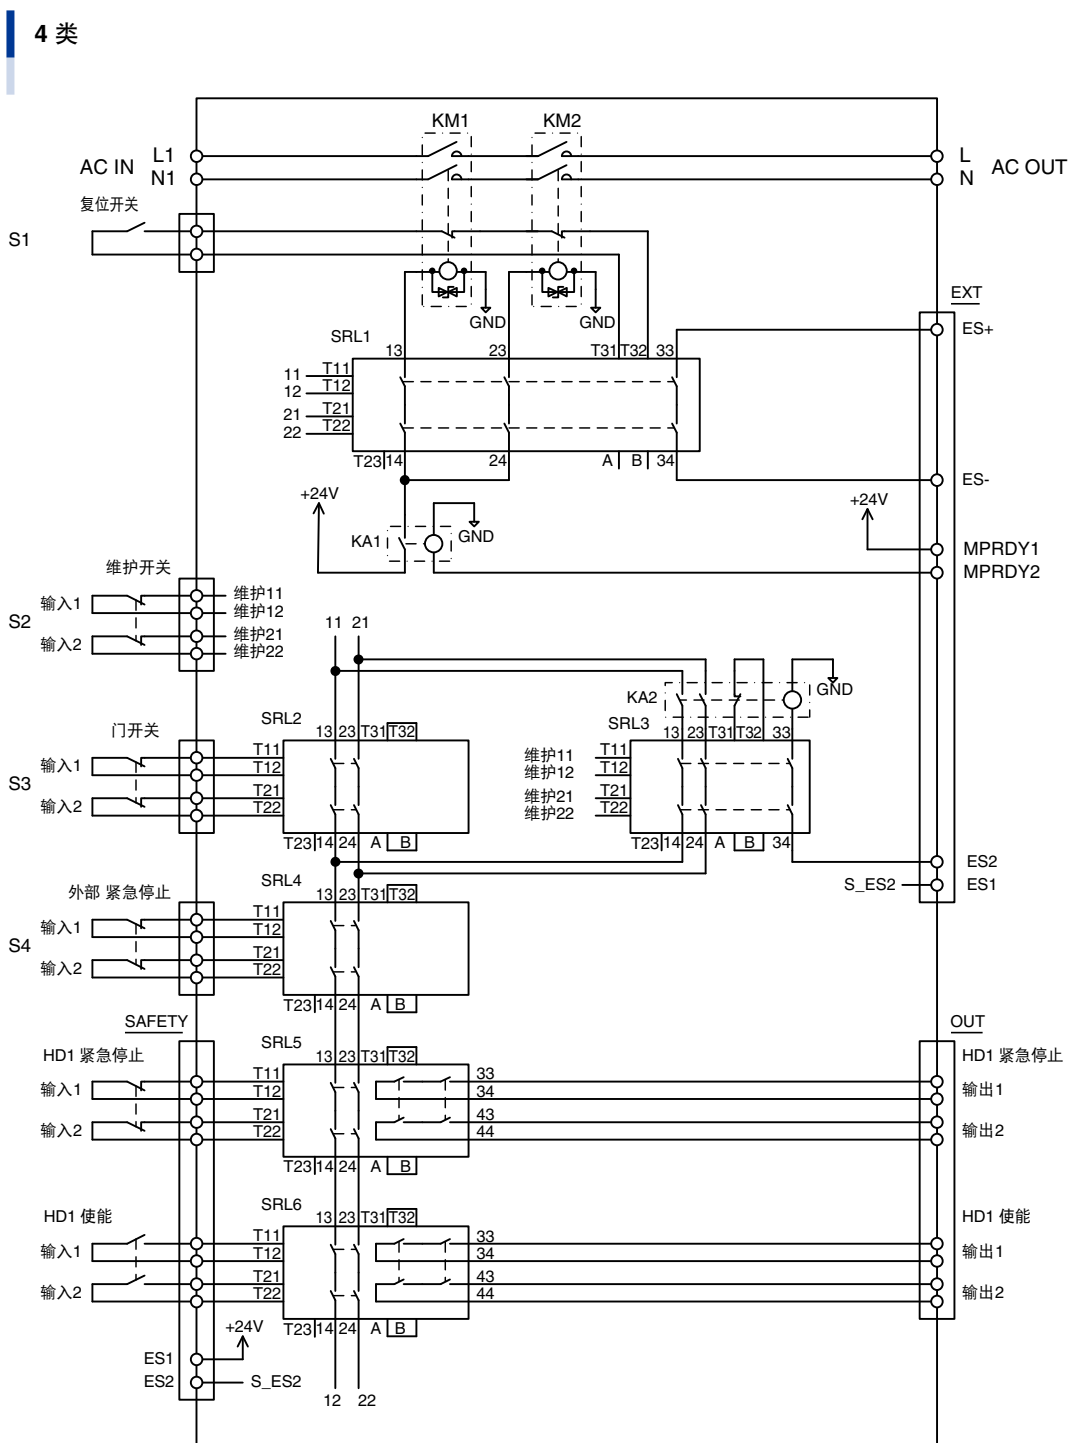 4 类
KM1 KM2
L1 L
AC IN AC OUT
N1 N
复位开关
S1
EXT
GND GND
ES+
SRL1
13 23 T31 T32 33
11 T11
12 T12
21 T21
22 T22
T23 14 24 A B 34
ES-
+24V +24V
KA1 GND
MPRDY1
MPRDY2
维护开关
S2
输入1 维护11
维护12
输入2 维护21
维护22
11 21
KA2 GND
SRL2 SRL3
门开关
13 23 T31 T32 13 23 T31 T32 33
S3
输入1 T11 维护11 T11
T12 维护12 T12
输入2 T21 维护21 T21
T22 维护22 T22
T23 14 24 A B T23 14 24 A B 34
ES2
S_ES2 ES1
SRL4
外部 紧急停止
13 23 T31 T32
S4
输入1 T11
T12
输入2 T21
T22
T23 14 24 A B
SAFETY OUT
SRL5
HD1 紧急停止 13 23 T31 T32 HD1 紧急停止
输入1 T11 33 输出1
T12 34
输入2 T21 43 输出2
T22 44
T23 14 24 A B
SRL6
HD1 使能 13 23 T31 T32 HD1 使能
输入1 T11 33 输出1
T12 34
输入2 T21 43 输出2
T22 44
T23 14 24 A B
+24V
ES1
ES2 S_ES2
12 22